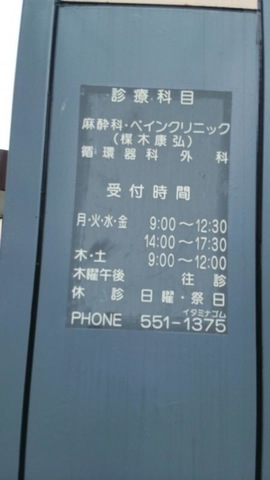 診療科目
麻酔科・ペインクリニック
(楪木康弘)
循環器科 外科
受付時間
月・火・水・金 9:00〜12:30
14:00〜17:30
木・土 9:00〜12:00
木曜午後 往診
休診 日曜・祭日
イタミナゴム
PHONE 551-1375